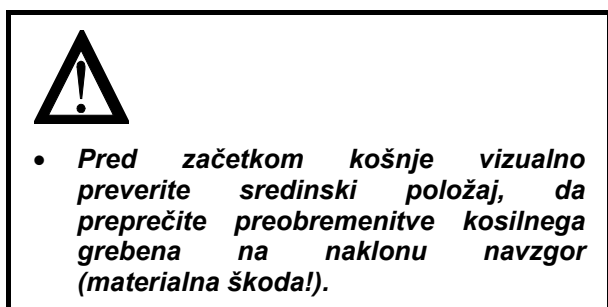 • Pred začetkom košnje vizualno
preverite sredinski položaj, da
preprečite preobremenitve kosilnega
grebena na naklonu navzgor
(materialna škoda!).